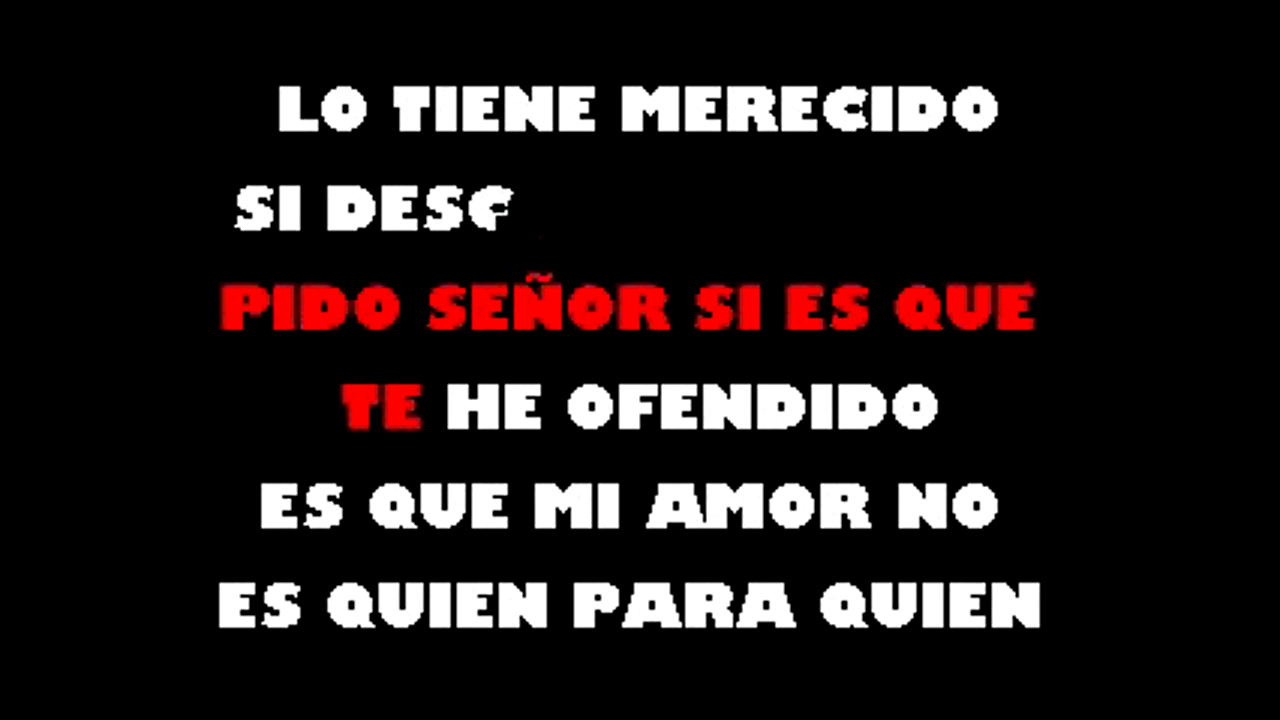 LO TIENE MERECIDO
SI
PIDO SEÑOR SI ES QUE
TE HE OFENDIDO
ES QUE MI AMOR NO
ES QUIEN PARA QUIEN